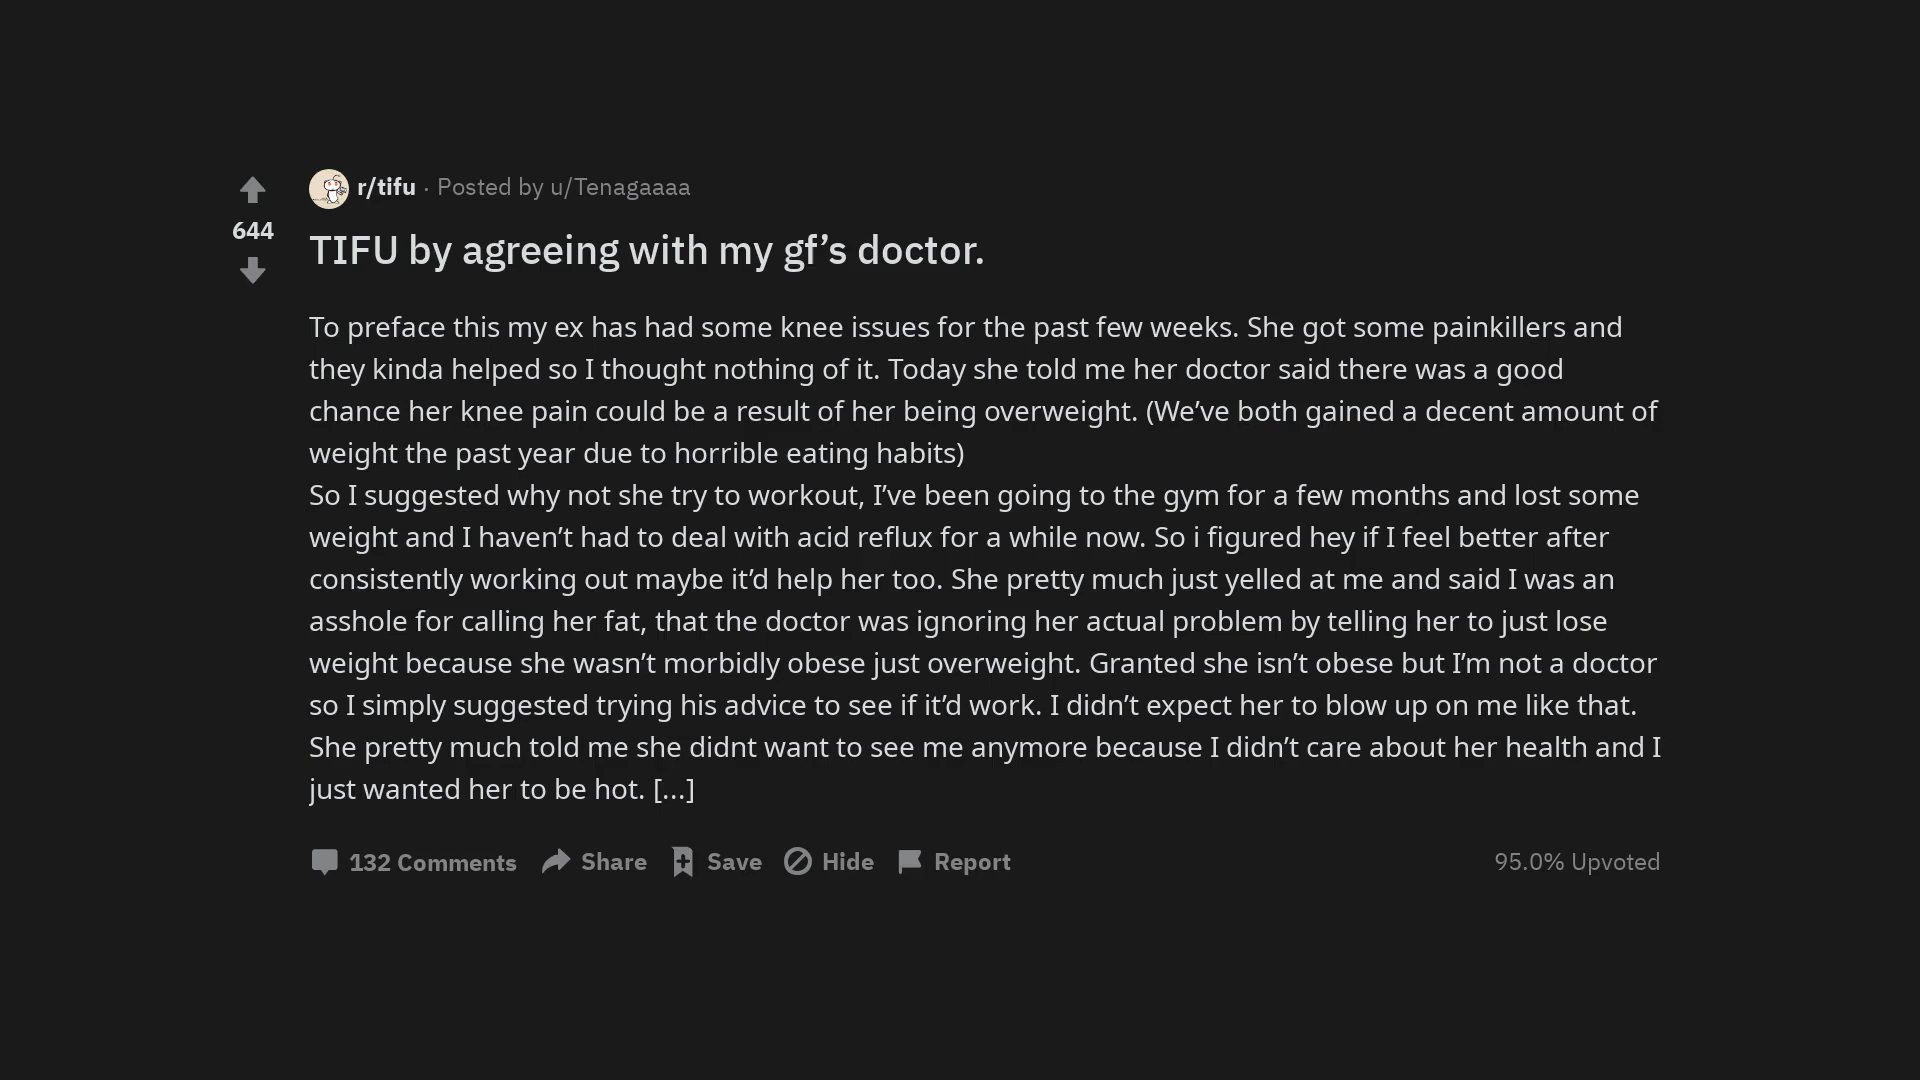 r/tifu · Posted by u/Tenagaaaa
644
TIFU by agreeing with my gf’s doctor.
To preface this my ex has had some knee issues for the past few weeks. She got some painkillers and
they kinda helped so I thought nothing of it. Today she told me her doctor said there was a good
chance her knee pain could be a result of her being overweight. (We’ve both gained a decent amount of
weight the past year due to horrible eating habits)
So I suggested why not she try to workout, I’ve been going to the gym for a few months and lost some
weight and I haven’t had to deal with acid reflux for a while now. So i figured hey if I feel better after
consistently working out maybe it’d help her too. She pretty much just yelled at me and said I was an
asshole for calling her fat, that the doctor was ignoring her actual problem by telling her to just lose
weight because she wasn’t morbidly obese just overweight. Granted she isn’t obese but I’m not a doctor
so I simply suggested trying his advice to see if it’d work. I didn’t expect her to blow up on me like that.
She pretty much told me she didnt want to see me anymore because I didn’t care about her health and I
just wanted her to be hot. [...]
132 Comments Share Save Hide Report 95.0% Upvoted